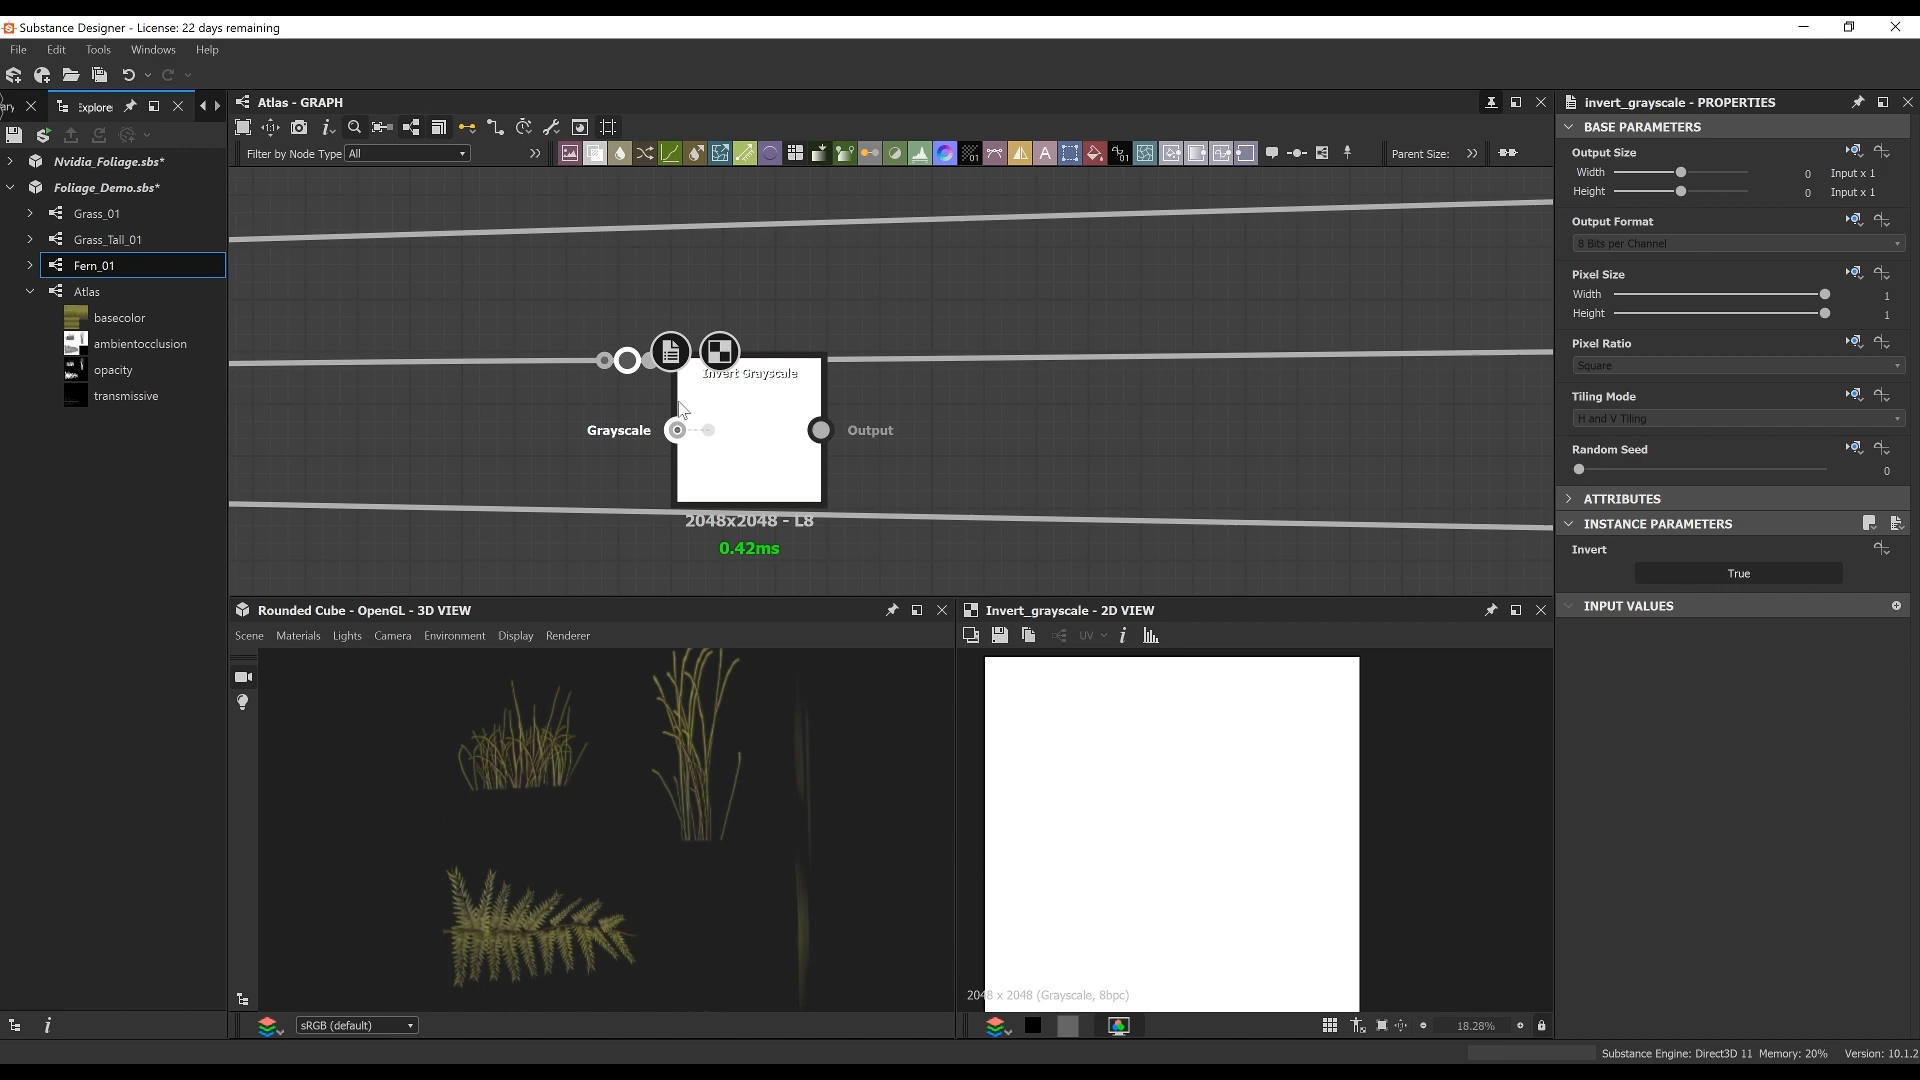 Substance Designer - License: 22 days remaining
File Edit Tools Windows Help
Explorer
Atlas - GRAPH
Filter by Node Type All
Parent Size:
Nvidia_Foliage.sbs*
Foliage_Demo.sbs*
Grass_01
Grass_Tall_01
Fern_01
Atlas
basecolor
ambientocclusion
opacity
transmissive
Invert Grayscale
Grayscale
Output
2048x2048 - L8
0.42ms
Rounded Cube - OpenGL - 3D VIEW
Scene Materials Lights Camera Environment Display Renderer
sRGB (default)
Invert_grayscale - 2D VIEW
UV
2048 x 2048 (Grayscale, 8bpc)
18.28%
invert_grayscale - PROPERTIES
BASE PARAMETERS
Output Size
Width 0 Input x 1
Height 0 Input x 1
Output Format
8 Bits per Channel
Pixel Size
Width 1
Height 1
Pixel Ratio
Square
Tiling Mode
H and V Tiling
Random Seed
0
ATTRIBUTES
INSTANCE PARAMETERS
Invert
True
INPUT VALUES
Substance Engine: Direct3D 11 Memory: 20% Version: 10.1.2